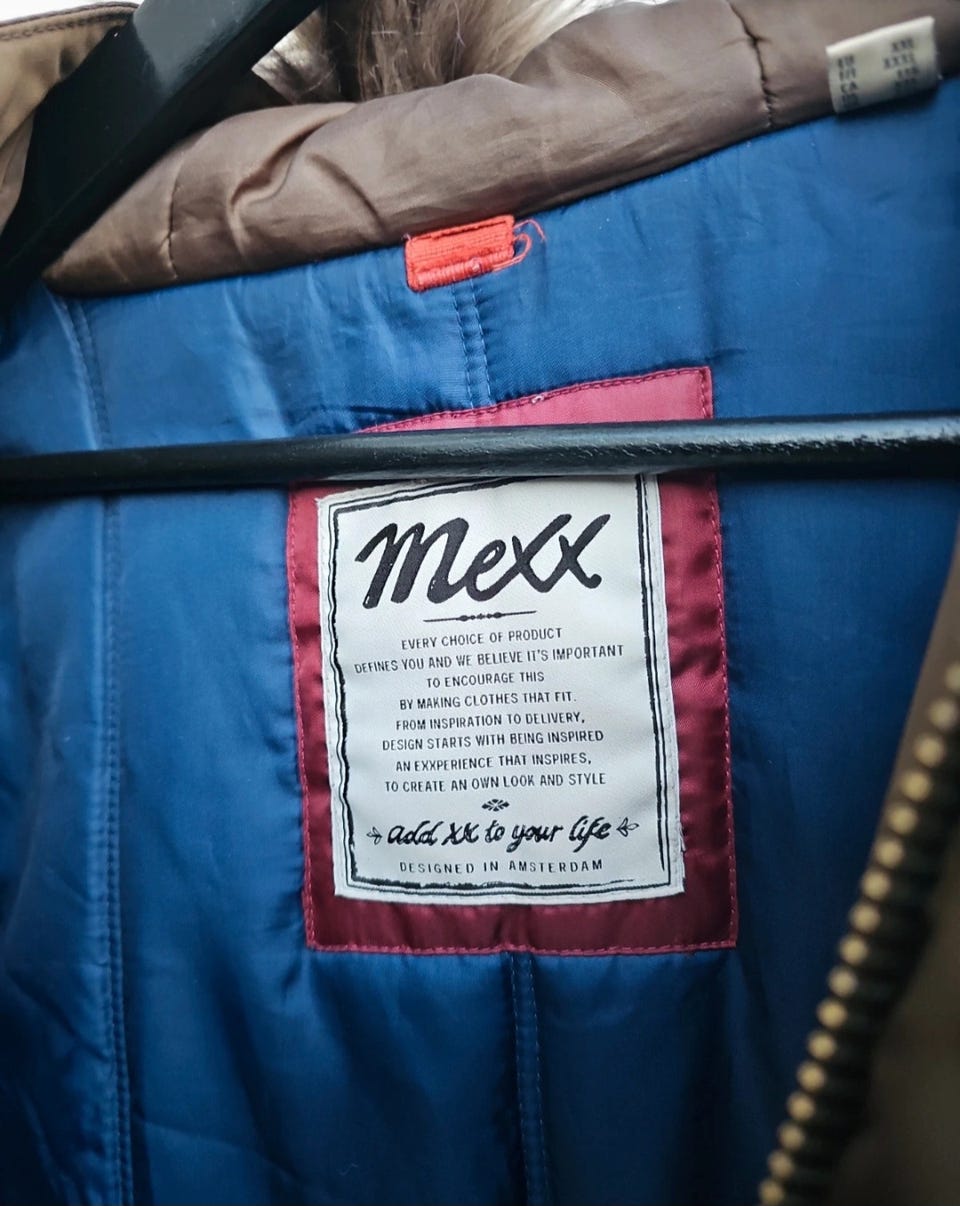 XXL
XXXL
Mexx
EVERY CHOICE OF PRODUCT
DEFINES YOU AND WE BELIEVE IT'S IMPORTANT
TO ENCOURAGE THIS
BY MAKING CLOTHES THAT FIT.
FROM INSPIRATION TO DELIVERY,
DESIGN STARTS WITH BEING INSPIRED
AN EXXPERIENCE THAT INSPIRES,
TO CREATE AN OWN LOOK AND STYLE
add XX to your life
DESIGNED IN AMSTERDAM